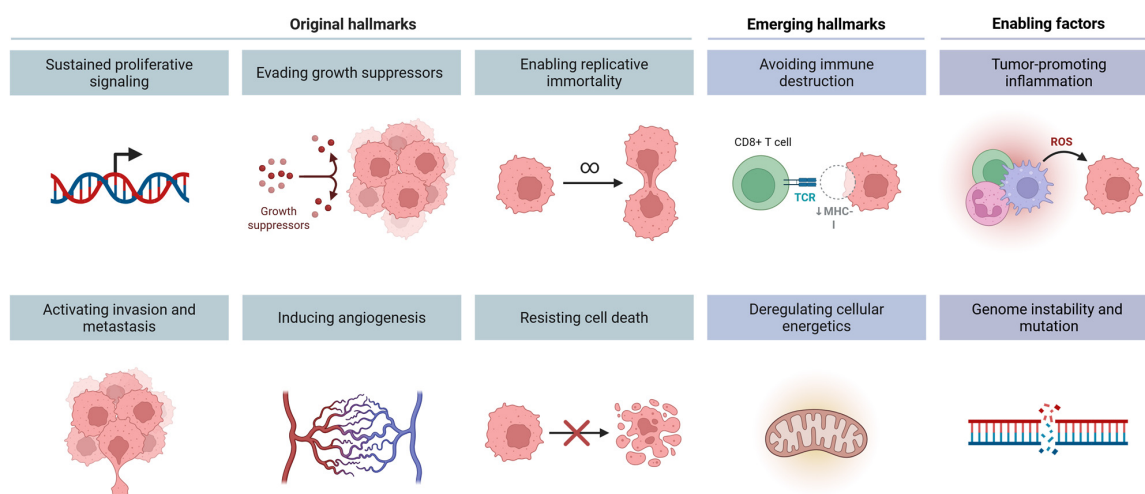 Original hallmarks
Emerging hallmarks
Enabling factors
Sustained proliferative
signaling
Evading growth suppressors
Enabling replicative
immortality
Avoiding immune
destruction
Tumor-promoting
inflammation
Growth
suppressors
∞
CD8+ T cell
TCR
↓MHC-
I
ROS
Activating invasion and
metastasis
Inducing angiogenesis
Resisting cell death
Deregulating cellular
energetics
Genome instability and
mutation